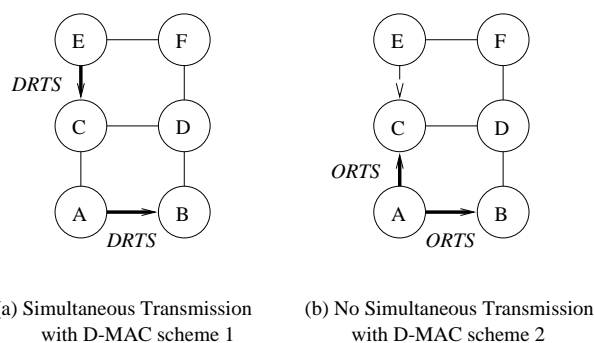 E F E F
DRTS
C D C D
ORTS
A B A B
DRTS ORTS
a) Simultaneous Transmission
with D-MAC scheme 1
(b) No Simultaneous Transmission
with D-MAC scheme 2